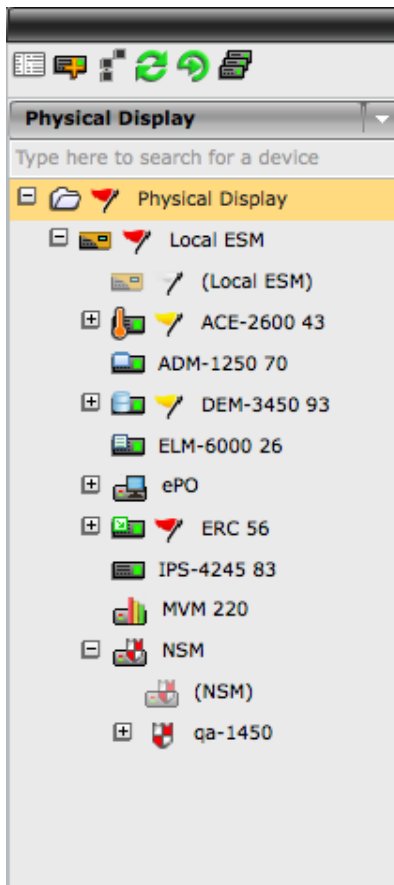 Physical Display
Type here to search for a device
Physical Display
Local ESM
(Local ESM)
ACE-2600 43
ADM-1250 70
DEM-3450 93
ELM-6000 26
ePO
ERC 56
IPS-4245 83
MVM 220
NSM
(NSM)
qa-1450